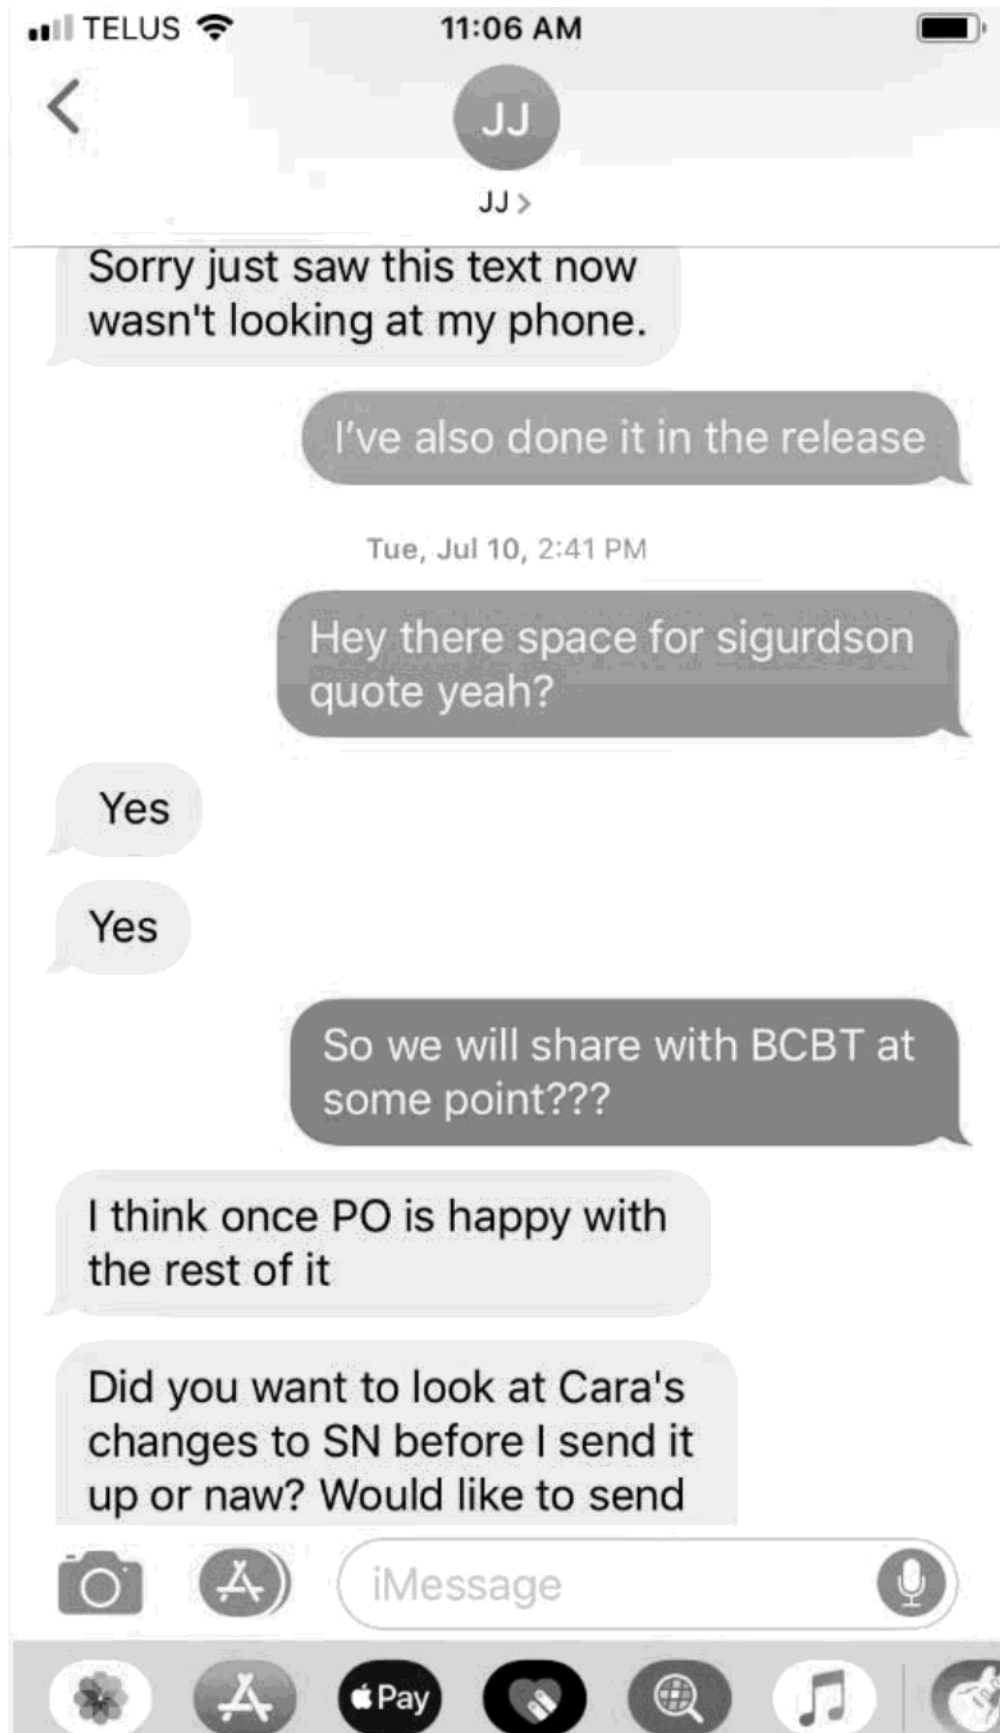 TELUS 11:06 AM
JJ
JJ >
Sorry just saw this text now
wasn't looking at my phone.
I've also done it in the release
Tue, Jul 10, 2:41 PM
Hey there space for sigurdson
quote yeah?
Yes
Yes
So we will share with BCBT at
some point???
I think once PO is happy with
the rest of it
Did you want to look at Cara's
changes to SN before I send it
up or naw? Would like to send
iMessage
Pay